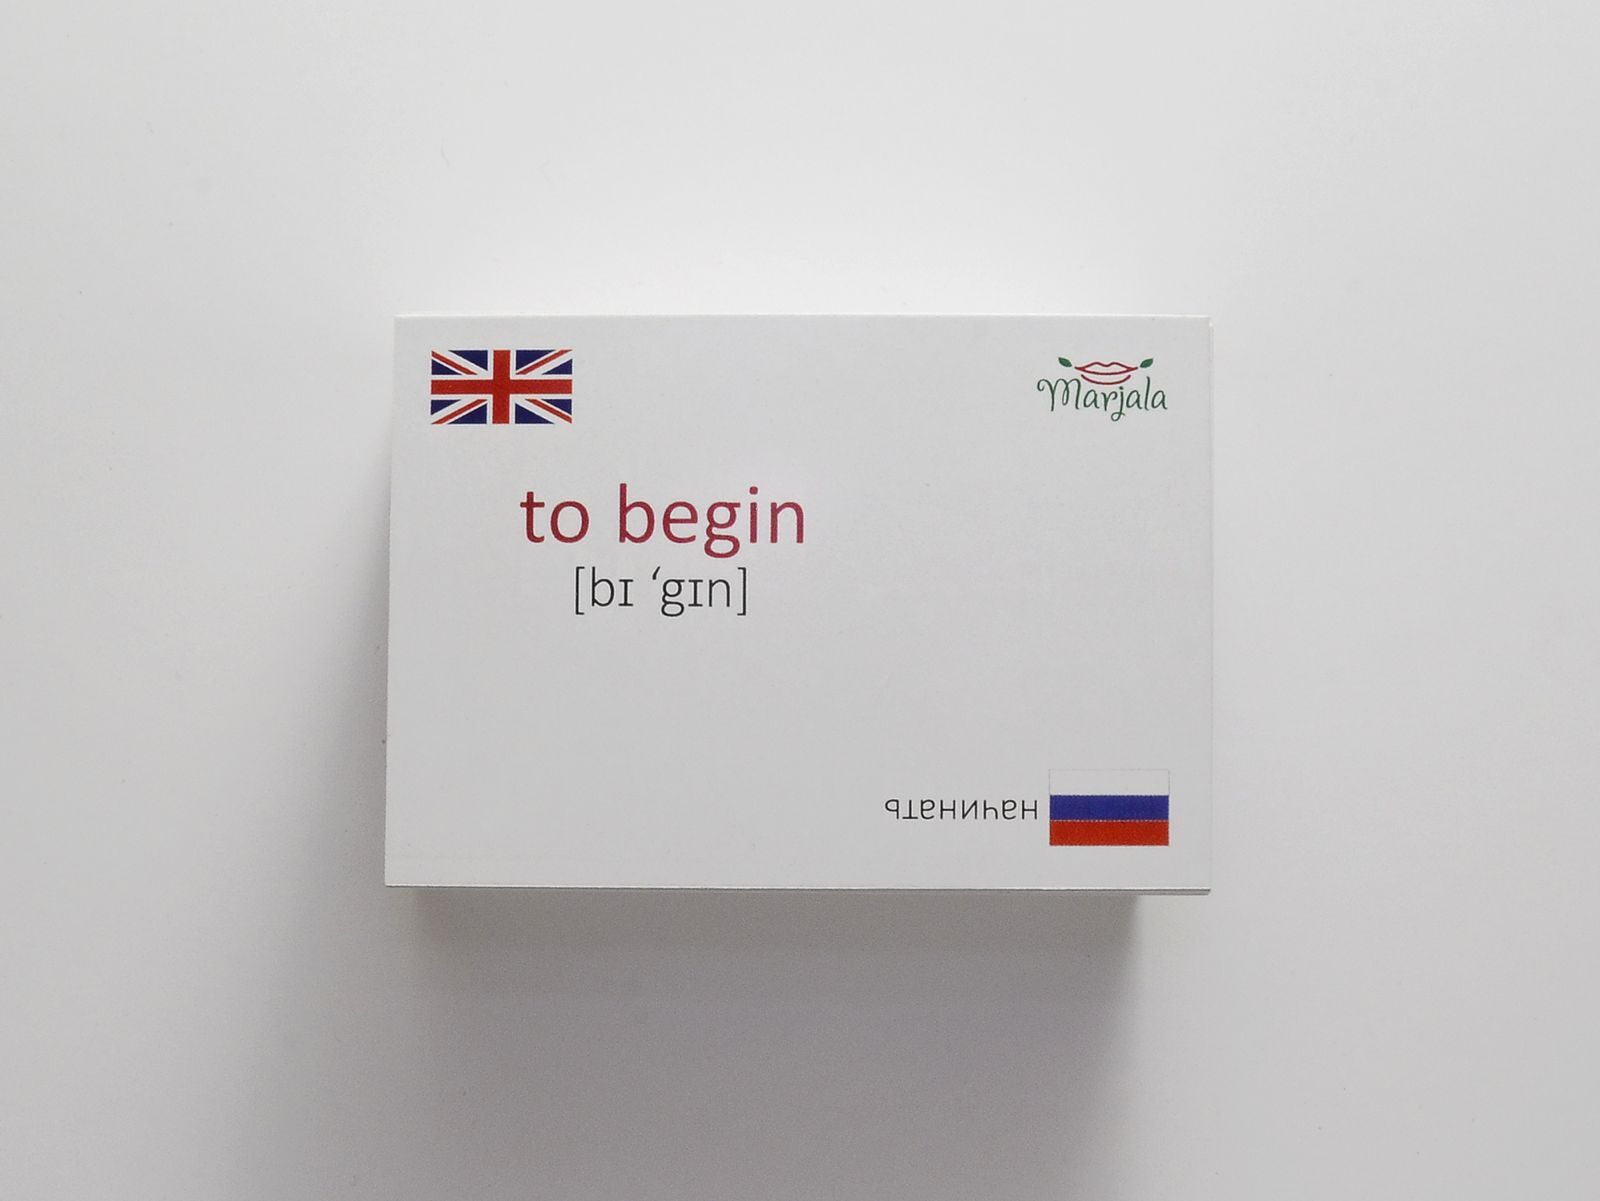 Marjala
to begin
[bɪ ‘gɪn]
начинать